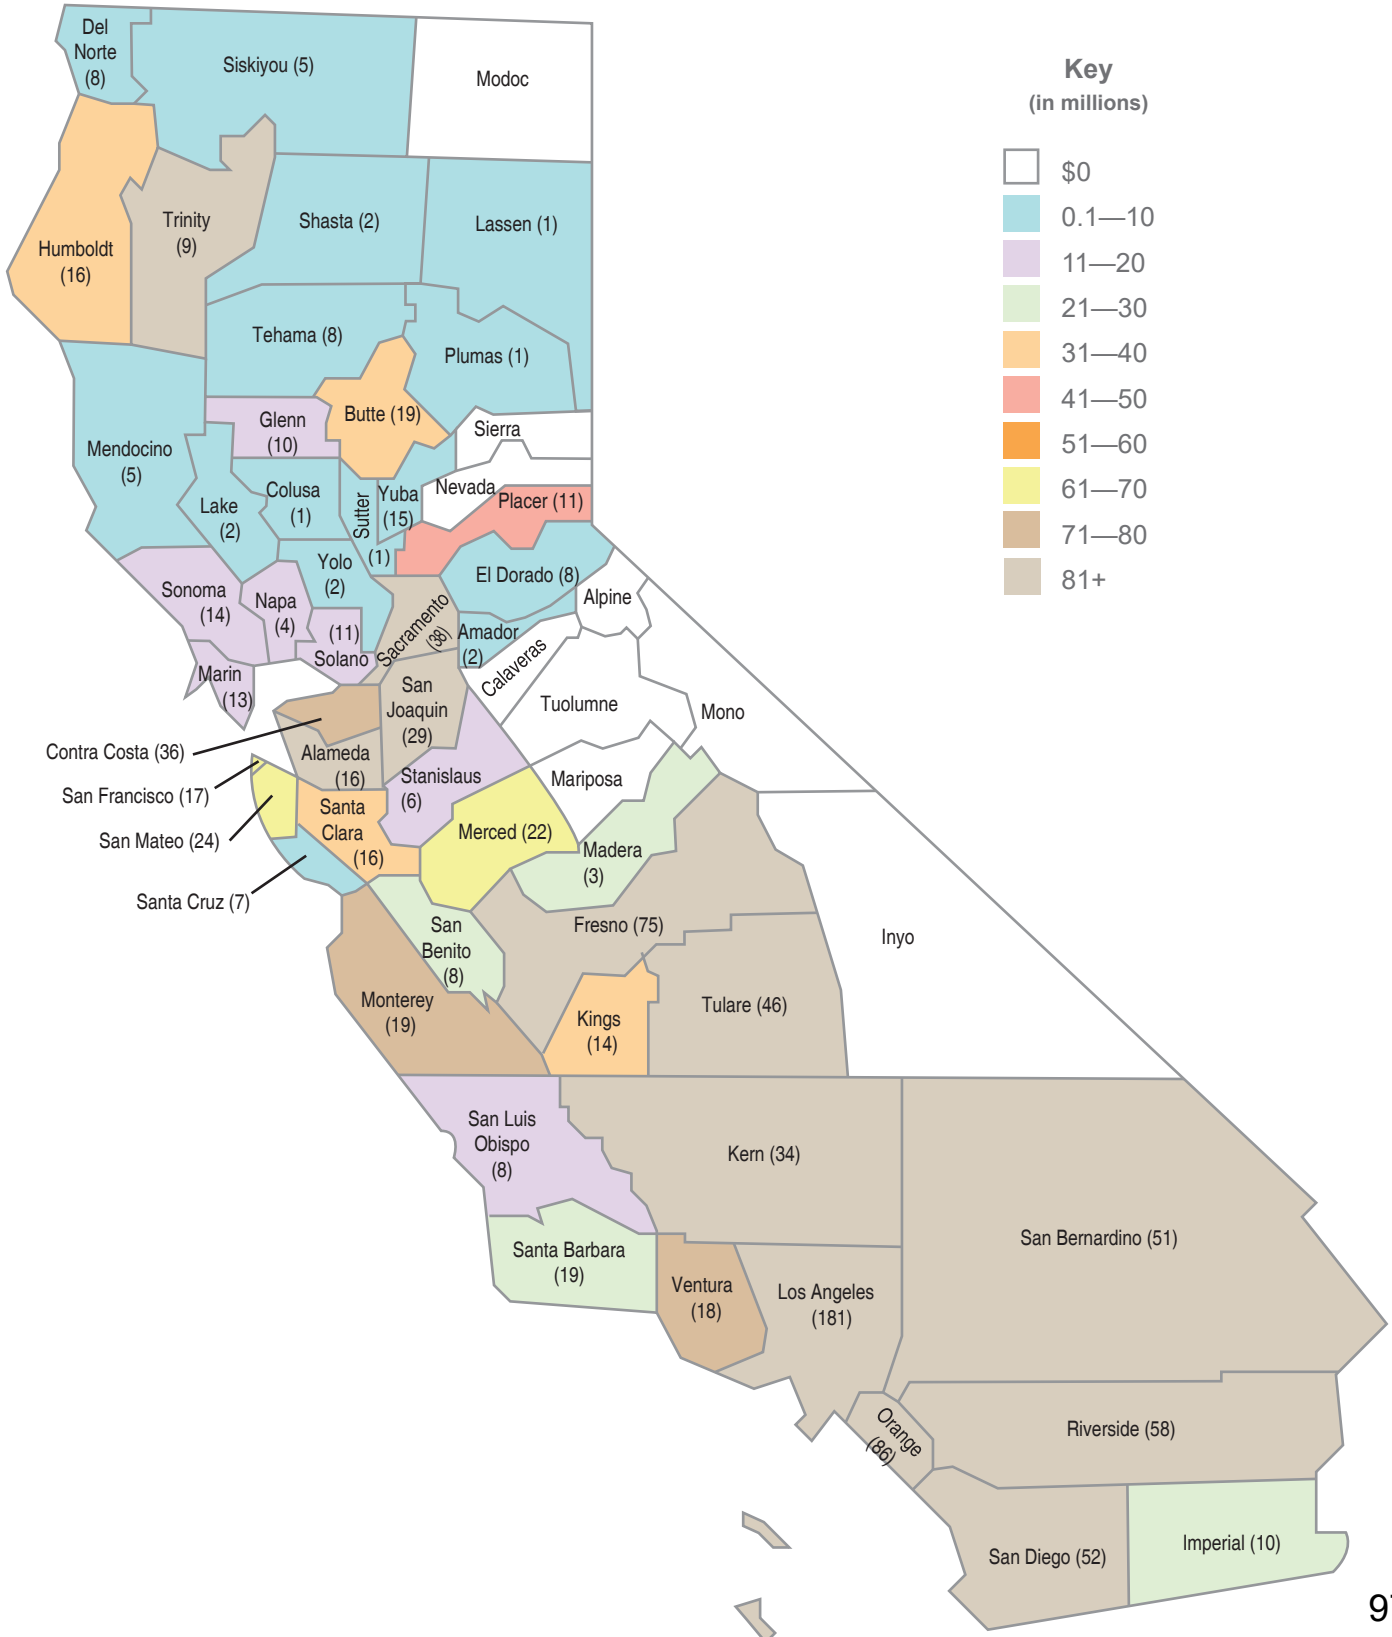 Del
Norte
(8)
Siskiyou (5)
Modoc
Key
(in millions)
$0
0.1—10
11—20
21—30
31—40
41—50
51—60
61—70
71—80
81+
Humboldt
(16)
Trinity
(9)
Shasta (2)
Lassen (1)
Tehama (8)
Plumas (1)
Mendocino
(5)
Glenn
(10)
Butte (19)
Sierra
Lake
(2)
Colusa
(1)
Sutter
(1)
Yuba
(15)
Nevada
Placer (11)
Sonoma
(14)
Napa
(4)
Yolo
(2)
(11)
Solano
Sacramento
(38)
El Dorado (8)
Amador
(2)
Alpine
Marin
(13)
Calaveras
San
Joaquin
(29)
Tuolumne
Mono
Contra Costa (36)
Alameda
(16)
San Francisco (17)
San Mateo (24)
Santa
Clara
(16)
Stanislaus
(6)
Mariposa
Merced (22)
Madera
(3)
Santa Cruz (7)
San
Benito
(8)
Fresno (75)
Inyo
Monterey
(19)
Kings
(14)
Tulare (46)
San Luis
Obispo
(8)
Kern (34)
San Bernardino (51)
Santa Barbara
(19)
Ventura
(18)
Los Angeles
(181)
Orange
(86)
Riverside (58)
San Diego (52)
Imperial (10)